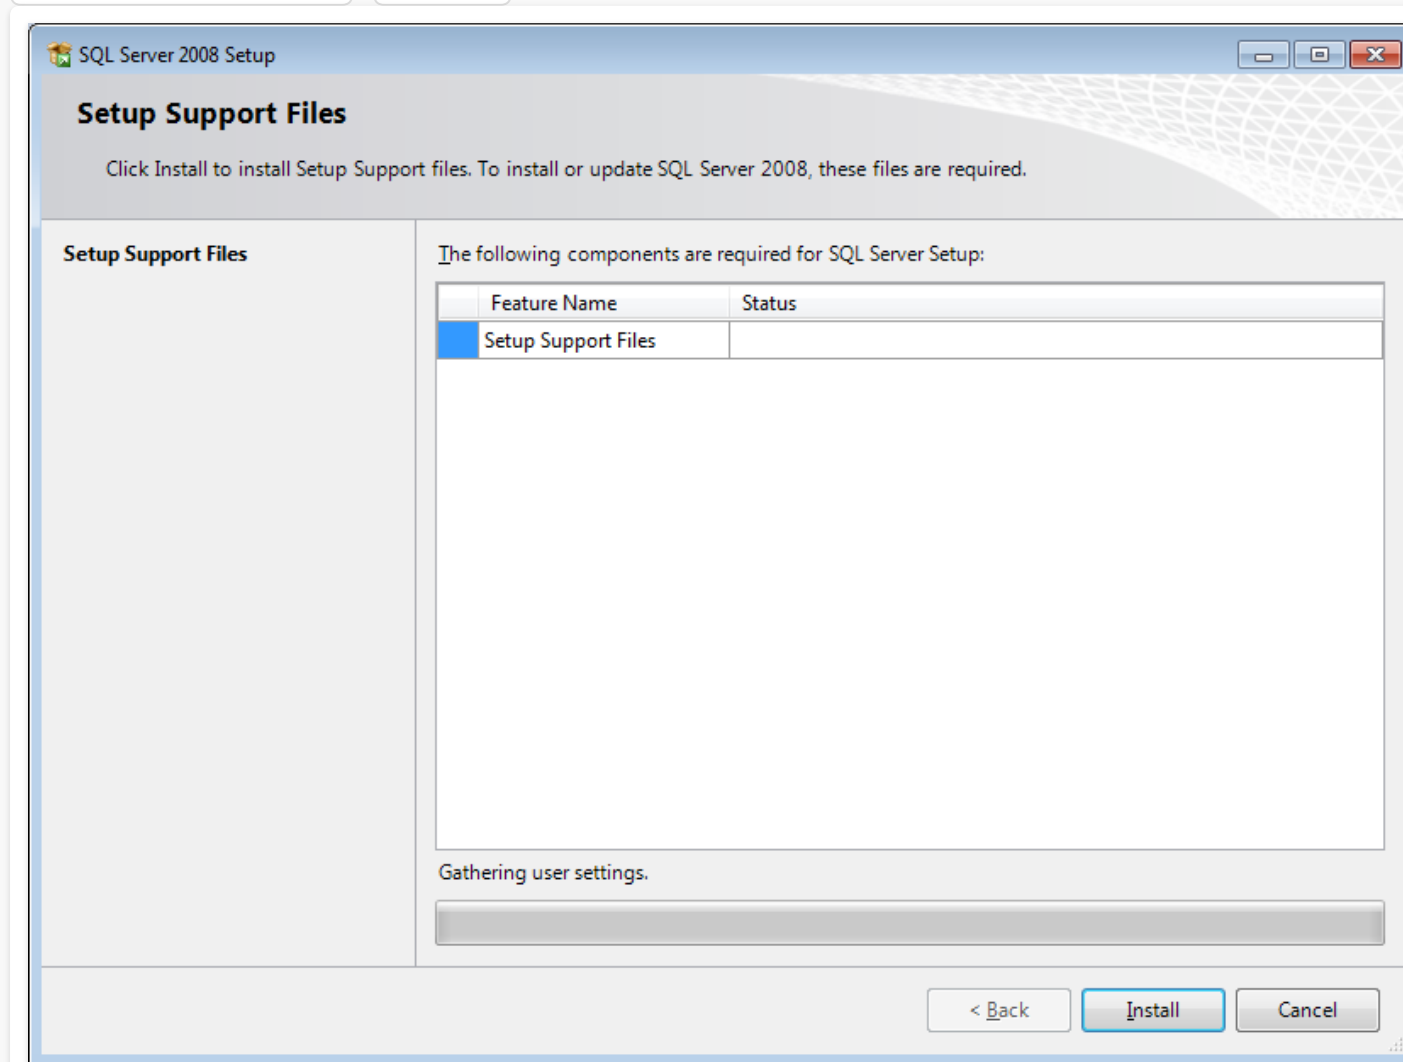 SQL Server 2008 Setup
Setup Support Files
Click Install to install Setup Support files. To install or update SQL Server 2008, these files are required.
Setup Support Files
The following components are required for SQL Server Setup:
Feature Name Status
Setup Support Files
Gathering user settings.
< Back Install Cancel